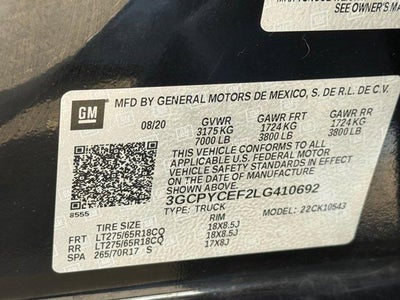 SEE OWNER'S MA
GM
MFD BY GENERAL MOTORS DE MEXICO, S. DE R.L. DE C.V.
08/20 GVWR GAWR FRT GAWR RR
3175 KG 1724 KG 1724 KG
7000 LB 3800 LB 3800 LB
THIS VEHICLE CONFORMS TO ALL
APPLICABLE U.S. FEDERAL MOTOR
VEHICLE SAFETY STANDARDS IN
EFFECT ON THE DATE OF MANUFACTURE
SHOWN ABOVE.
3GCPYCEF2LG410692
8555
TYPE: TRUCK MODEL: 22CK10543
TIRE SIZE RIM
FRT LT275/65R18CQ 18X8.5J
RR LT275/65R18CQ 18X8.5J
SPA 265/70R17 S 17X8J